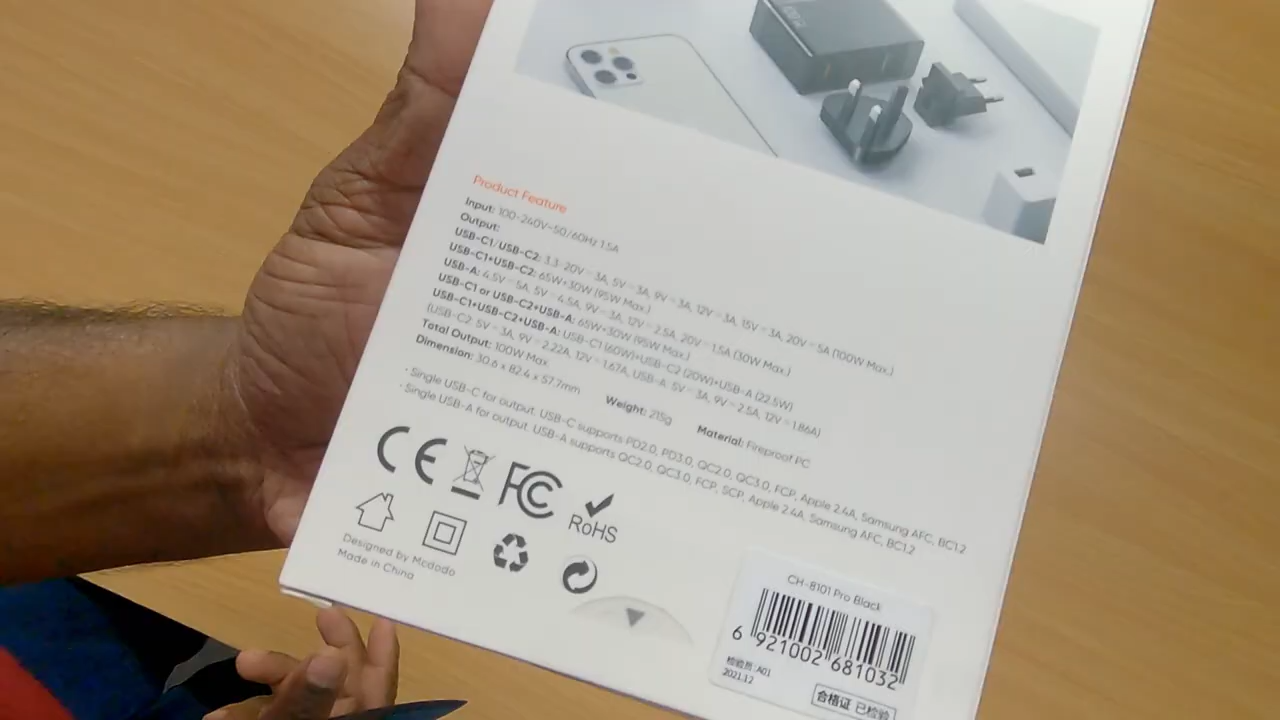 Product Feature
Input: 100-240V~50/60Hz 1.5A
Output:
USB-C1/USB-C2: 3.3-20V⎓3A, 5V⎓3A, 9V⎓3A, 12V⎓3A, 15V⎓3A, 20V⎓5A (100W Max.)
USB-C1+USB-C2: 65W+30W (95W Max.)
USB-A: 4.5V⎓5A, 5V⎓4.5A, 9V⎓3A, 12V⎓2.5A, 20V⎓1.5A (30W Max.)
USB-C1 or USB-C2+USB-A: 65W+30W (95W Max.)
USB-C1+USB-C2+USB-A: USB-C1 (60W)+USB-C2 (20W)+USB-A (22.5W)
(USB-C2: 5V⎓3A, 9V⎓2.22A, 12V⎓1.67A, USB-A: 5V⎓3A, 9V⎓2.5A, 12V⎓1.86A)
Total Output: 100W Max.
Dimension: 30.6 x 82.4 x 57.7mm Weight: 215g Material: Fireproof PC
· Single USB-C for output. USB-C supports PD2.0, PD3.0, QC2.0, QC3.0, FCP, Apple 2.4A, Samsung AFC, BC1.2
· Single USB-A for output. USB-A supports QC2.0, QC3.0, FCP, SCP, Apple 2.4A, Samsung AFC, BC1.2
CE FC RoHS
Designed by Mcdodo
Made in China
CH-8101 Pro Black
6 921002 681032
检验员:A01
2021.12
合格证 已检验